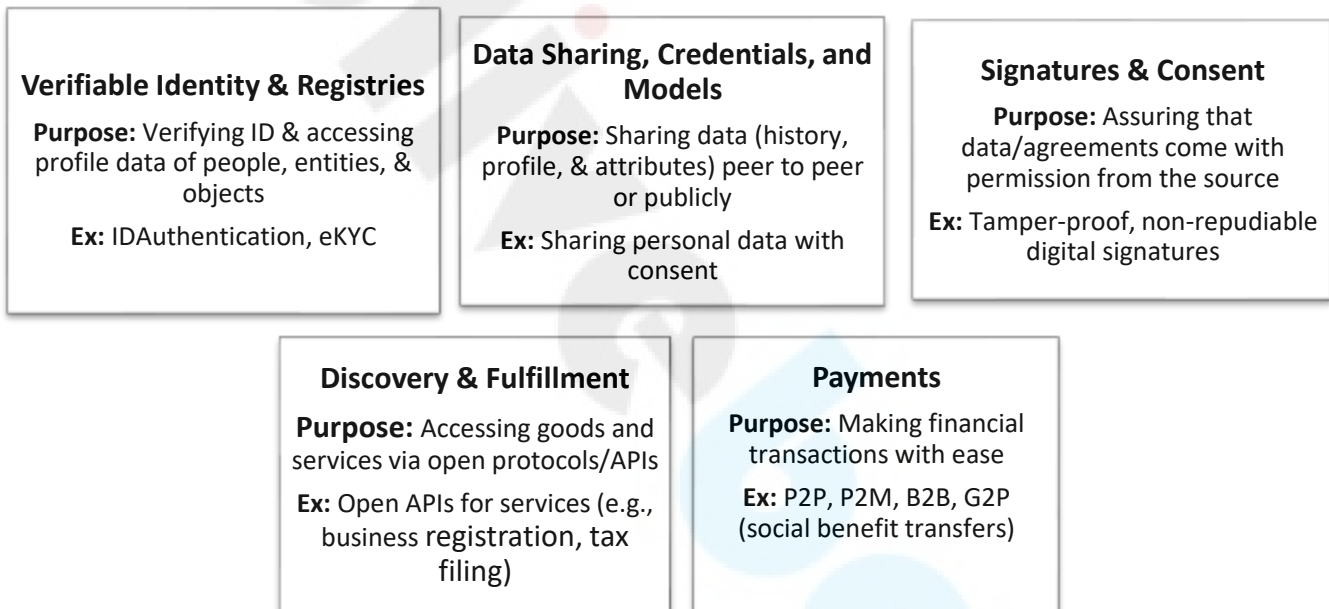 Verifiable Identity & Registries
Purpose: Verifying ID & accessing
profile data of people, entities, &
objects
Ex: IDAuthentication, eKYC
Data Sharing, Credentials, and
Models
Purpose: Sharing data (history,
profile, & attributes) peer to peer
or publicly
Ex: Sharing personal data with
consent
Signatures & Consent
Purpose: Assuring that
data/agreements come with
permission from the source
Ex: Tamper-proof, non-repudiable
digital signatures
Discovery & Fulfillment
Purpose: Accessing goods and
services via open protocols/APIs
Ex: Open APIs for services (e.g.,
business registration, tax
filing)
Payments
Purpose: Making financial
transactions with ease
Ex: P2P, P2M, B2B, G2P
(social benefit transfers)